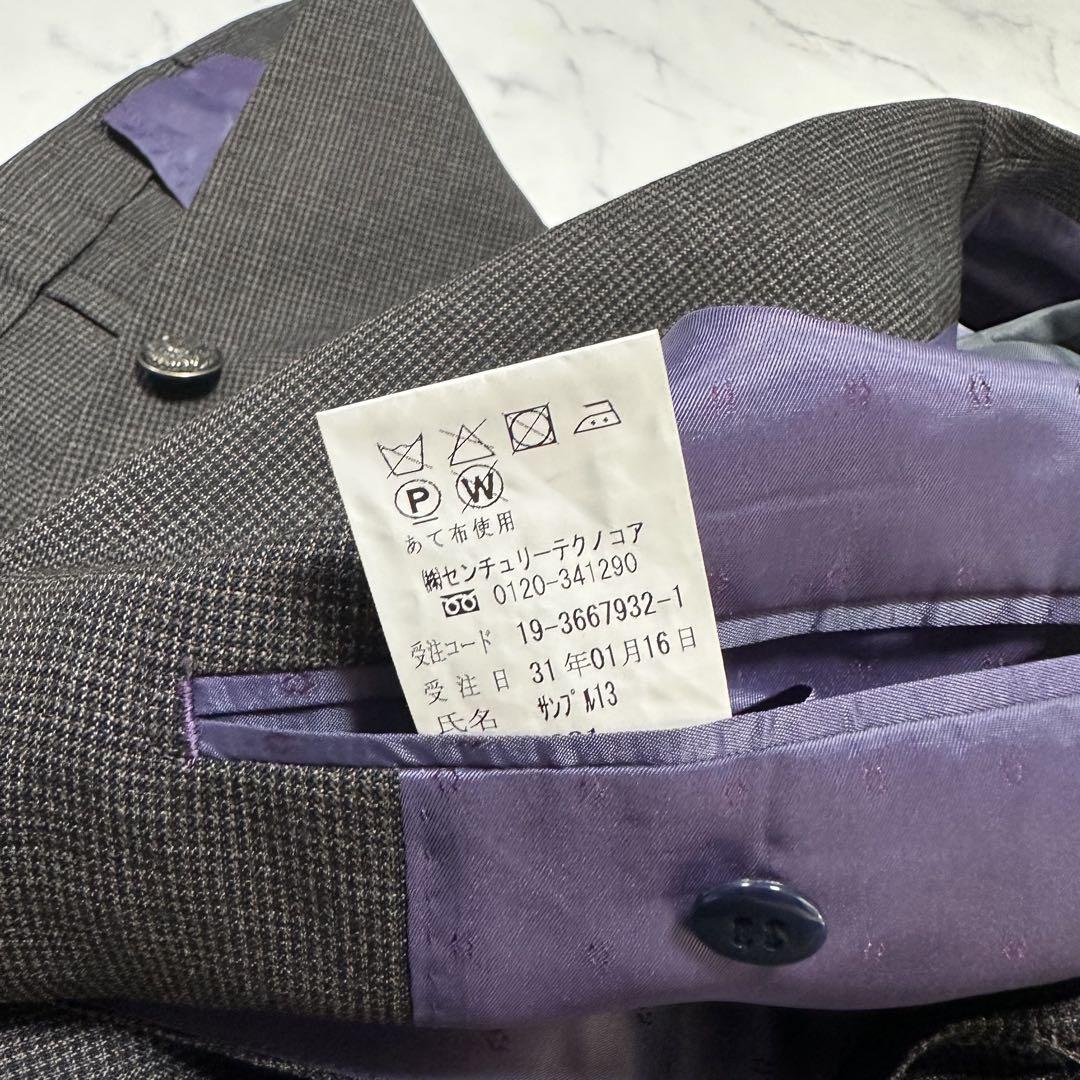 P W
あて布使用
㈱センチュリーテクノコア
0120-341290
受注コード 19-3667932-1
受注日 31年01月16日
氏名 ｻﾝﾌﾟﾙ13